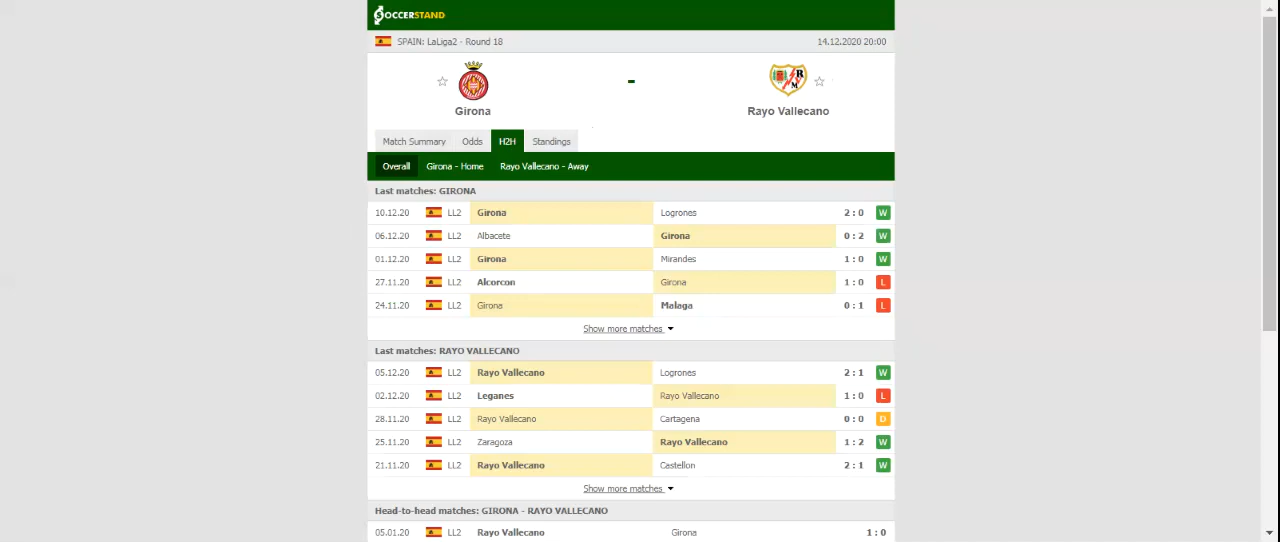 SOCCERSTAND
SPAIN: LaLiga2 - Round 18 14.12.2020 20:00
-
Girona Rayo Vallecano
Match Summary Odds H2H Standings
Overall Girona - Home Rayo Vallecano - Away
Last matches: GIRONA
10.12.20 LL2 Girona Logrones 2 : 0 W
06.12.20 LL2 Albacete Girona 0 : 2 W
01.12.20 LL2 Girona Mirandes 1 : 0 W
27.11.20 LL2 Alcorcon Girona 1 : 0 L
24.11.20 LL2 Girona Malaga 0 : 1 L
Show more matches
Last matches: RAYO VALLECANO
05.12.20 LL2 Rayo Vallecano Logrones 2 : 1 W
02.12.20 LL2 Leganes Rayo Vallecano 1 : 0 L
28.11.20 LL2 Rayo Vallecano Cartagena 0 : 0 D
25.11.20 LL2 Zaragoza Rayo Vallecano 1 : 2 W
21.11.20 LL2 Rayo Vallecano Castellon 2 : 1 W
Show more matches
Head-to-head matches: GIRONA - RAYO VALLECANO
05.01.20 LL2 Rayo Vallecano Girona 1 : 0